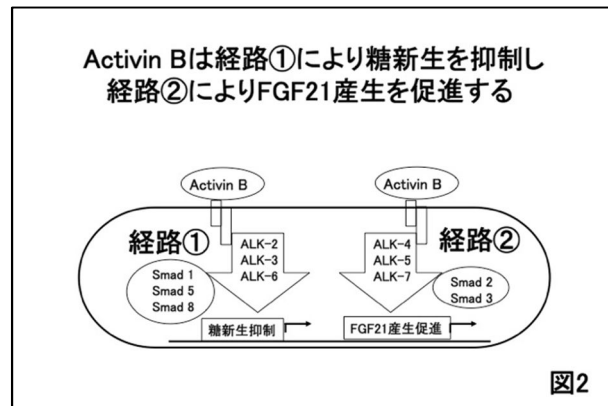 Activin Bは経路①により糖新生を抑制し
経路②によりFGF21産生を促進する
Activin B
Activin B
経路①
ALK-2
ALK-3
ALK-6
Smad 1
Smad 5
Smad 8
ALK-4
ALK-5
ALK-7
経路②
Smad 2
Smad 3
糖新生抑制
FGF21産生促進
図2